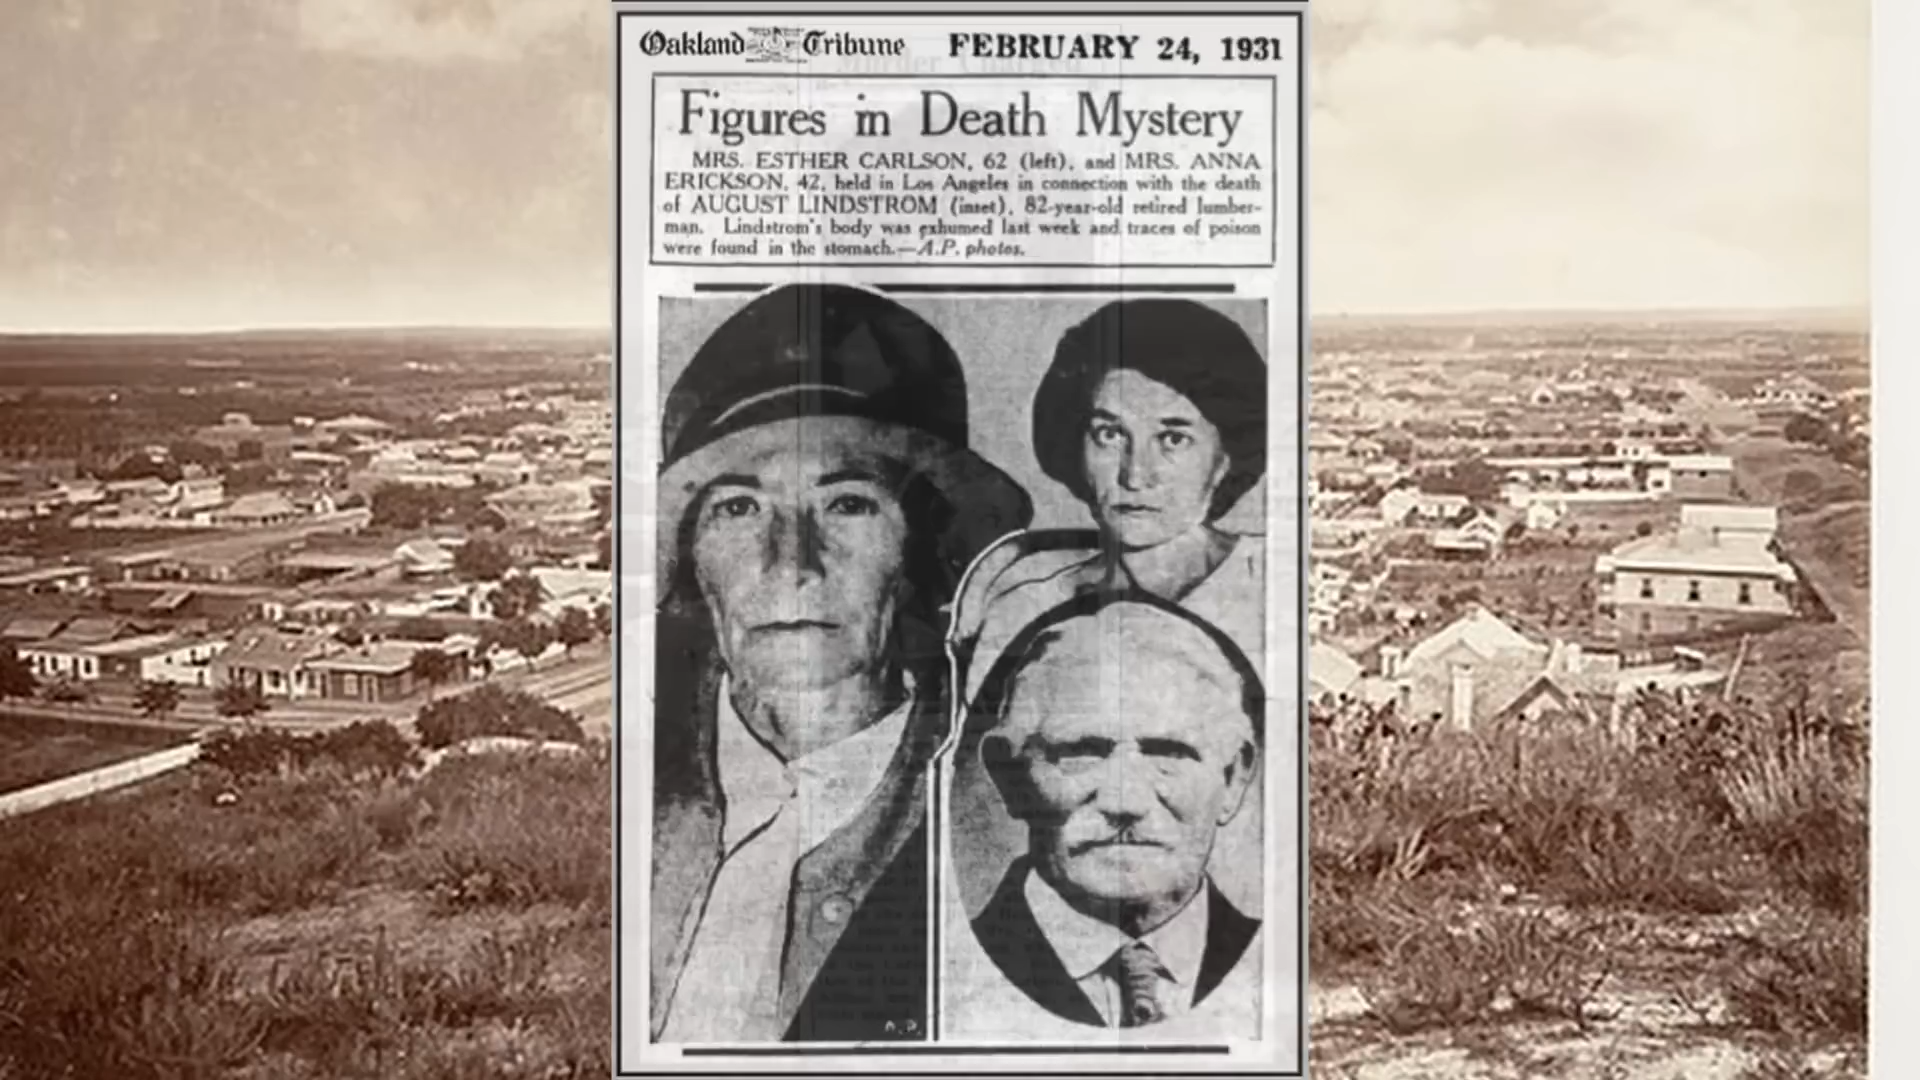 Oakland Tribune FEBRUARY 24, 1931
Figures in Death Mystery
MRS. ESTHER CARLSON, 62 (left), and MRS. ANNA
ERICKSON, 42, held in Los Angeles in connection with the death
of AUGUST LINDSTROM (inset), 82-year-old retired lumber-
man. Lindstrom's body was exhumed last week and traces of poison
were found in the stomach.—A.P. photos.
A.P.